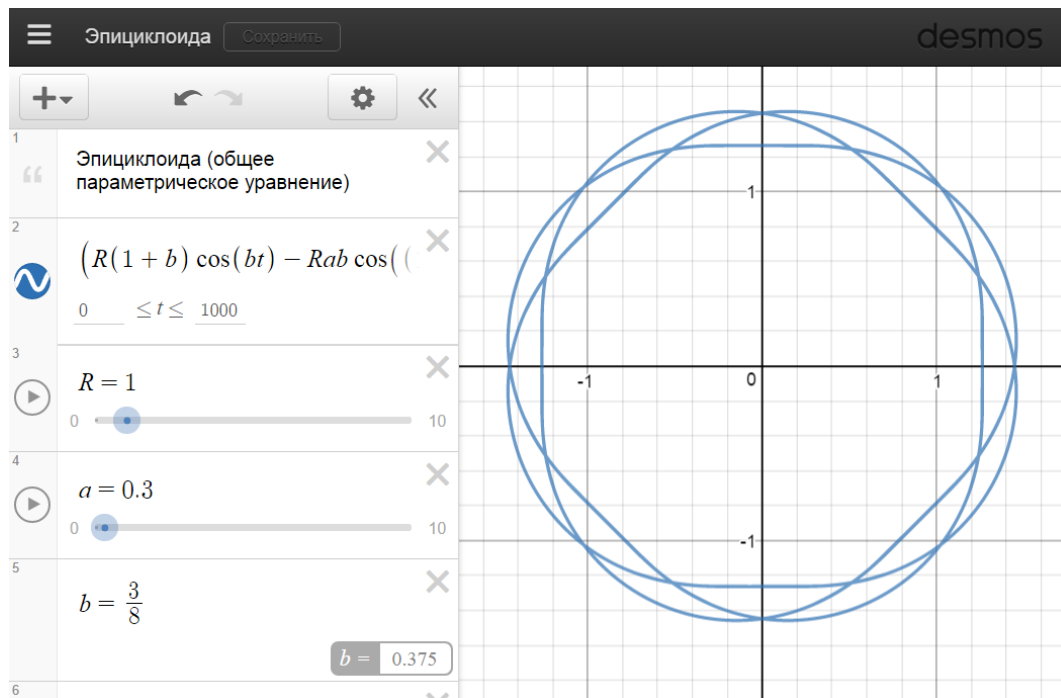 Эпициклоида Сохранить desmos
1
Эпициклоида (общее
параметрическое уравнение)
2
(R(1 + b) cos(bt) − Rab cos((
0 ≤ t ≤ 1000
3
R = 1
0 10
4
a = 0.3
0 10
5
b = 3/8
b = 0.375
6
1
-1 0 1
-1